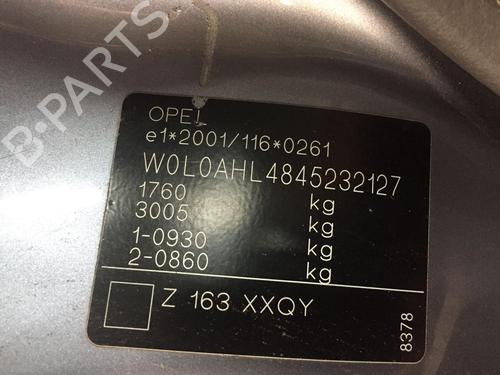 B-PARTS
OPEL
e1*2001/116*0261
W0L0AHL4845232127
1760 kg
3005 kg
1-0930 kg
2-0860 kg
Z 163 XXQY
8378